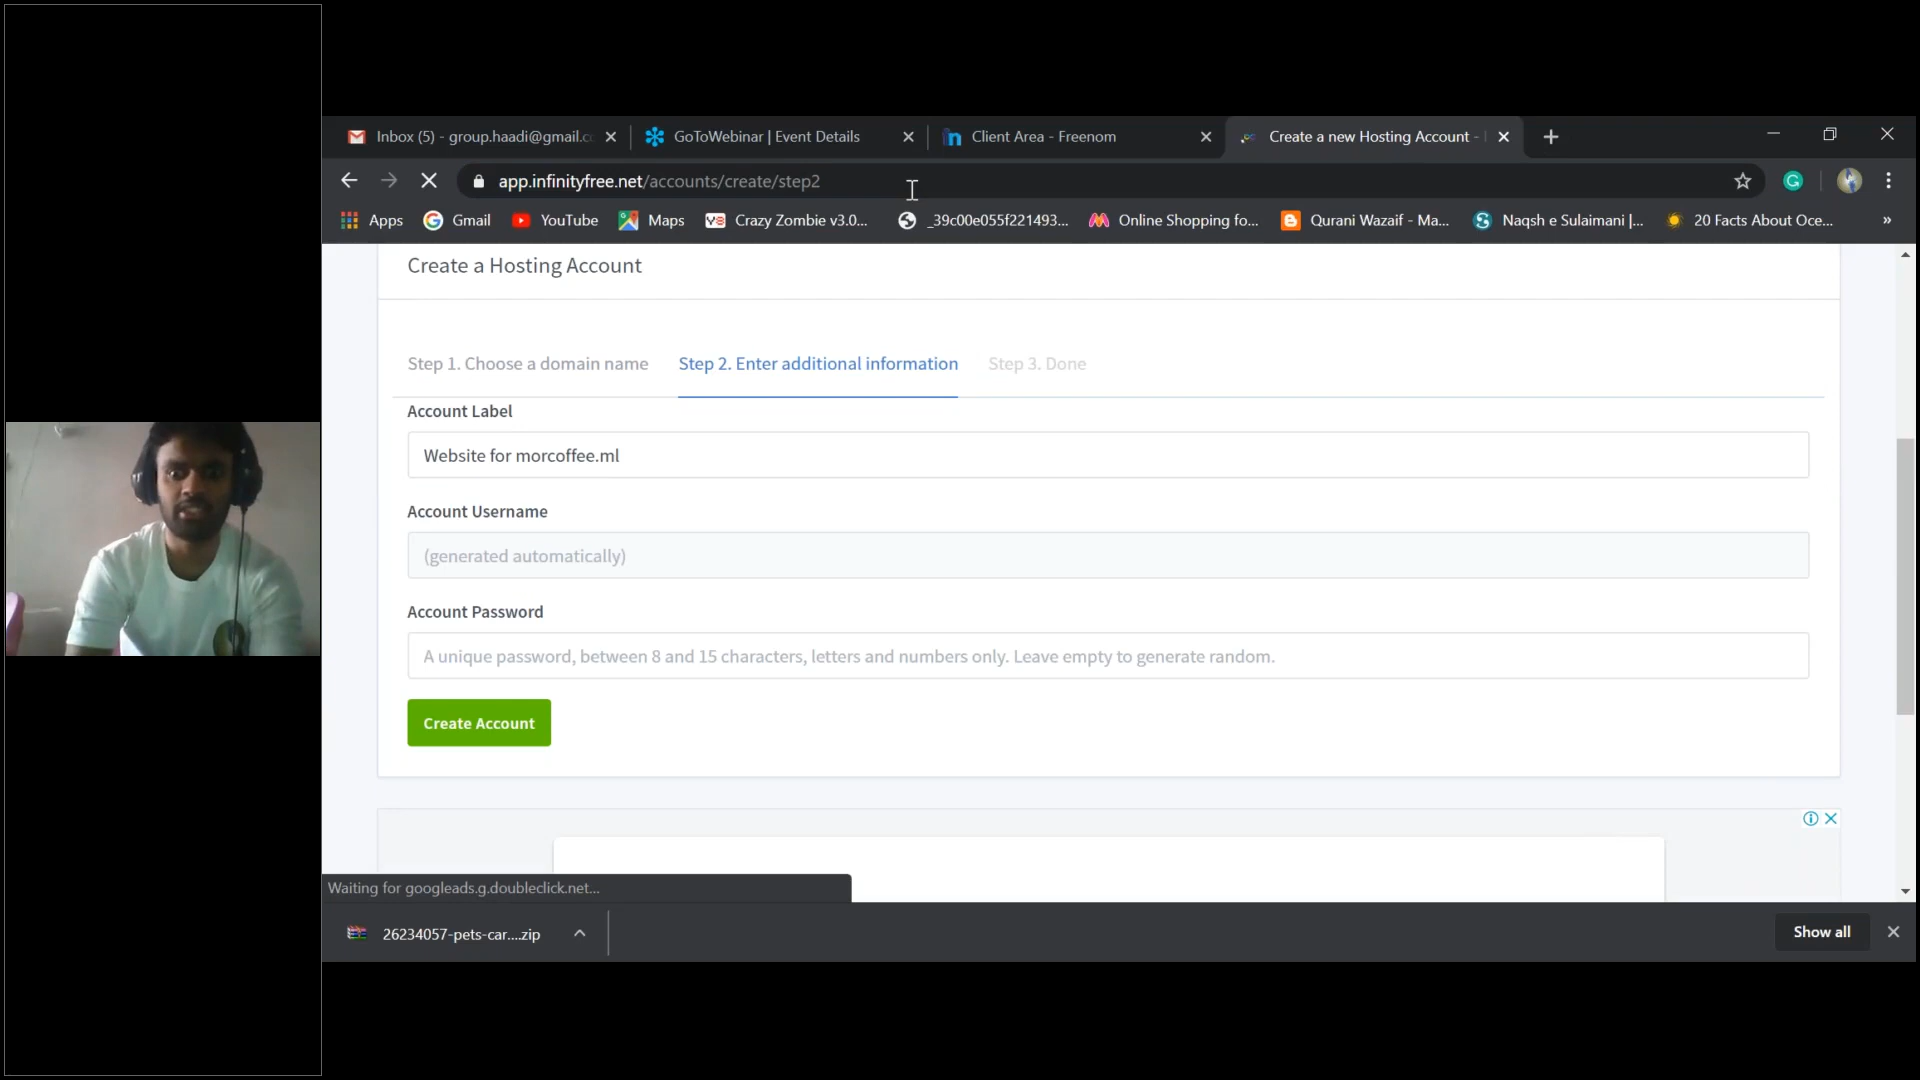 Inbox (5) - group.haadi@gmail.c
GoToWebinar | Event Details
Client Area - Freenom
Create a new Hosting Account -
app.infinityfree.net/accounts/create/step2
Apps
Gmail
YouTube
Maps
Crazy Zombie v3.0...
_39c00e055f221493...
Online Shopping fo...
Qurani Wazaif - Ma...
Naqsh e Sulaimani |...
20 Facts About Oce...
»
Create a Hosting Account
Step 1. Choose a domain name
Step 2. Enter additional information
Step 3. Done
Account Label
Website for morcoffee.ml
Account Username
(generated automatically)
Account Password
A unique password, between 8 and 15 characters, letters and numbers only. Leave empty to generate random.
Create Account
Waiting for googleads.g.doubleclick.net...
26234057-pets-car....zip
Show all